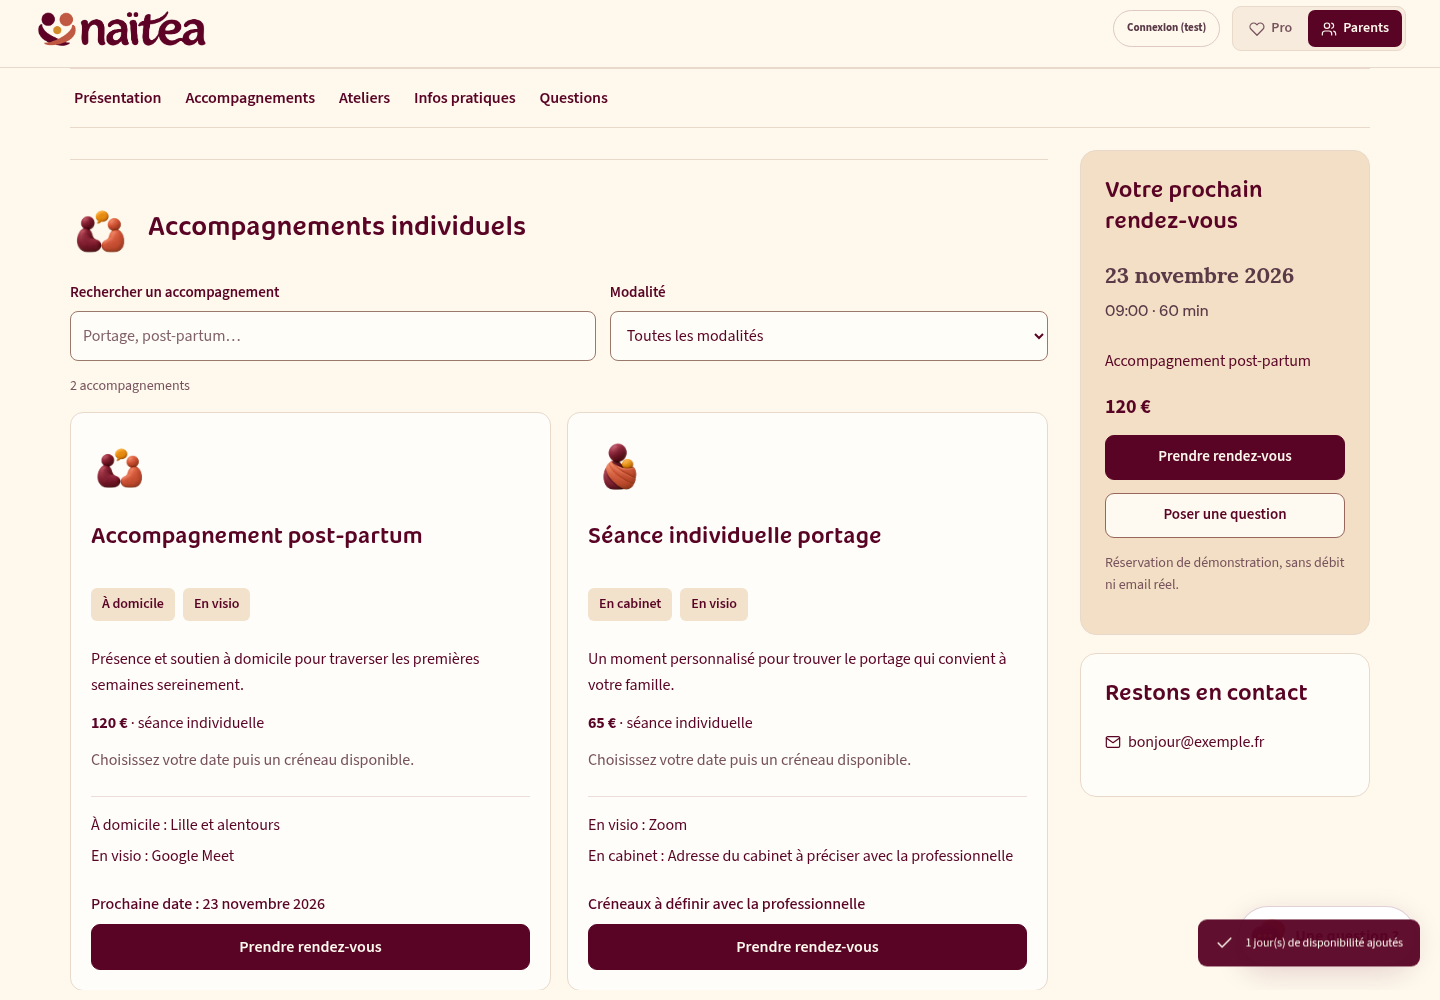 naïtea
Connexion (test)
Pro
Parents
Présentation
Accompagnements
Ateliers
Infos pratiques
Questions
Accompagnements individuels
Rechercher un accompagnement
Modalité
Portage, post-partum…
Toutes les modalités
2 accompagnements
Accompagnement post-partum
À domicile
En visio
Présence et soutien à domicile pour traverser les premières
semaines sereinement.
120 € · séance individuelle
Choisissez votre date puis un créneau disponible.
À domicile : Lille et alentours
En visio : Google Meet
Prochaine date : 23 novembre 2026
Prendre rendez-vous
Séance individuelle portage
En cabinet
En visio
Un moment personnalisé pour trouver le portage qui convient à
votre famille.
65 € · séance individuelle
Choisissez votre date puis un créneau disponible.
En visio : Zoom
En cabinet : Adresse du cabinet à préciser avec la professionnelle
Créneaux à définir avec la professionnelle
Prendre rendez-vous
Votre prochain
rendez-vous
23 novembre 2026
09:00 · 60 min
Accompagnement post-partum
120 €
Prendre rendez-vous
Poser une question
Réservation de démonstration, sans débit
ni email réel.
Restons en contact
bonjour@exemple.fr
Une question ?
1 jour(s) de disponibilité ajoutés